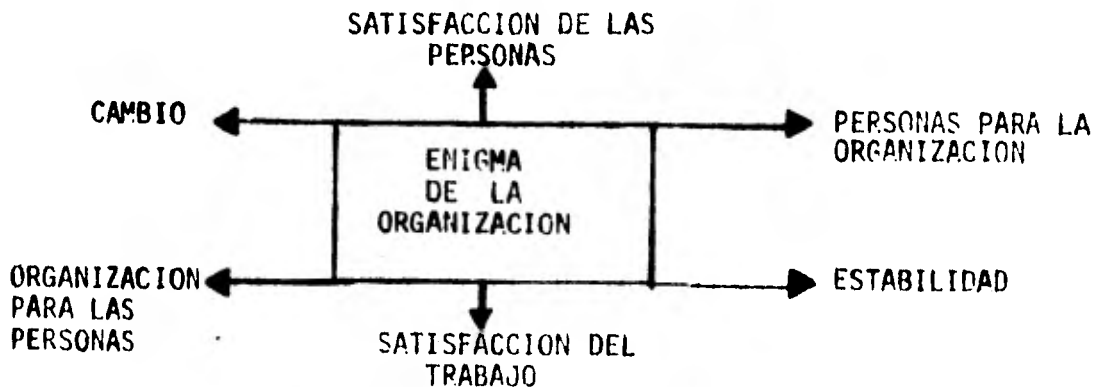 SATISFACCION DE LAS
PERSONAS
CAMBIO
PERSONAS PARA LA
ORGANIZACION
ENIGMA
DE LA
ORGANIZACION
ORGANIZACION
PARA LAS
PERSONAS
ESTABILIDAD
SATISFACCION DEL
TRABAJO